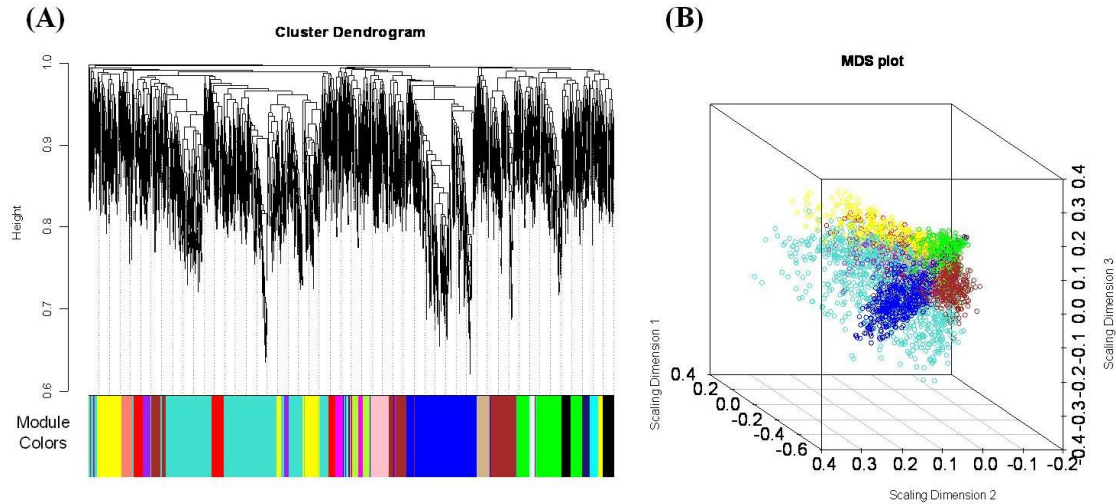 (A)
(B)
Cluster Dendrogram
MDS plot
Height
1.0
0.9
0.8
0.7
0.6
Module
Colors
Scaling Dimension 1
0.4
0.2
0.0
-0.2
-0.4
-0.6
0.4 0.3 0.2 0.1 0.0 -0.1 -0.2
Scaling Dimension 2
-0.4 -0.3 -0.2 -0.1 0.0 0.1 0.2 0.3 0.4
Scaling Dimension 3